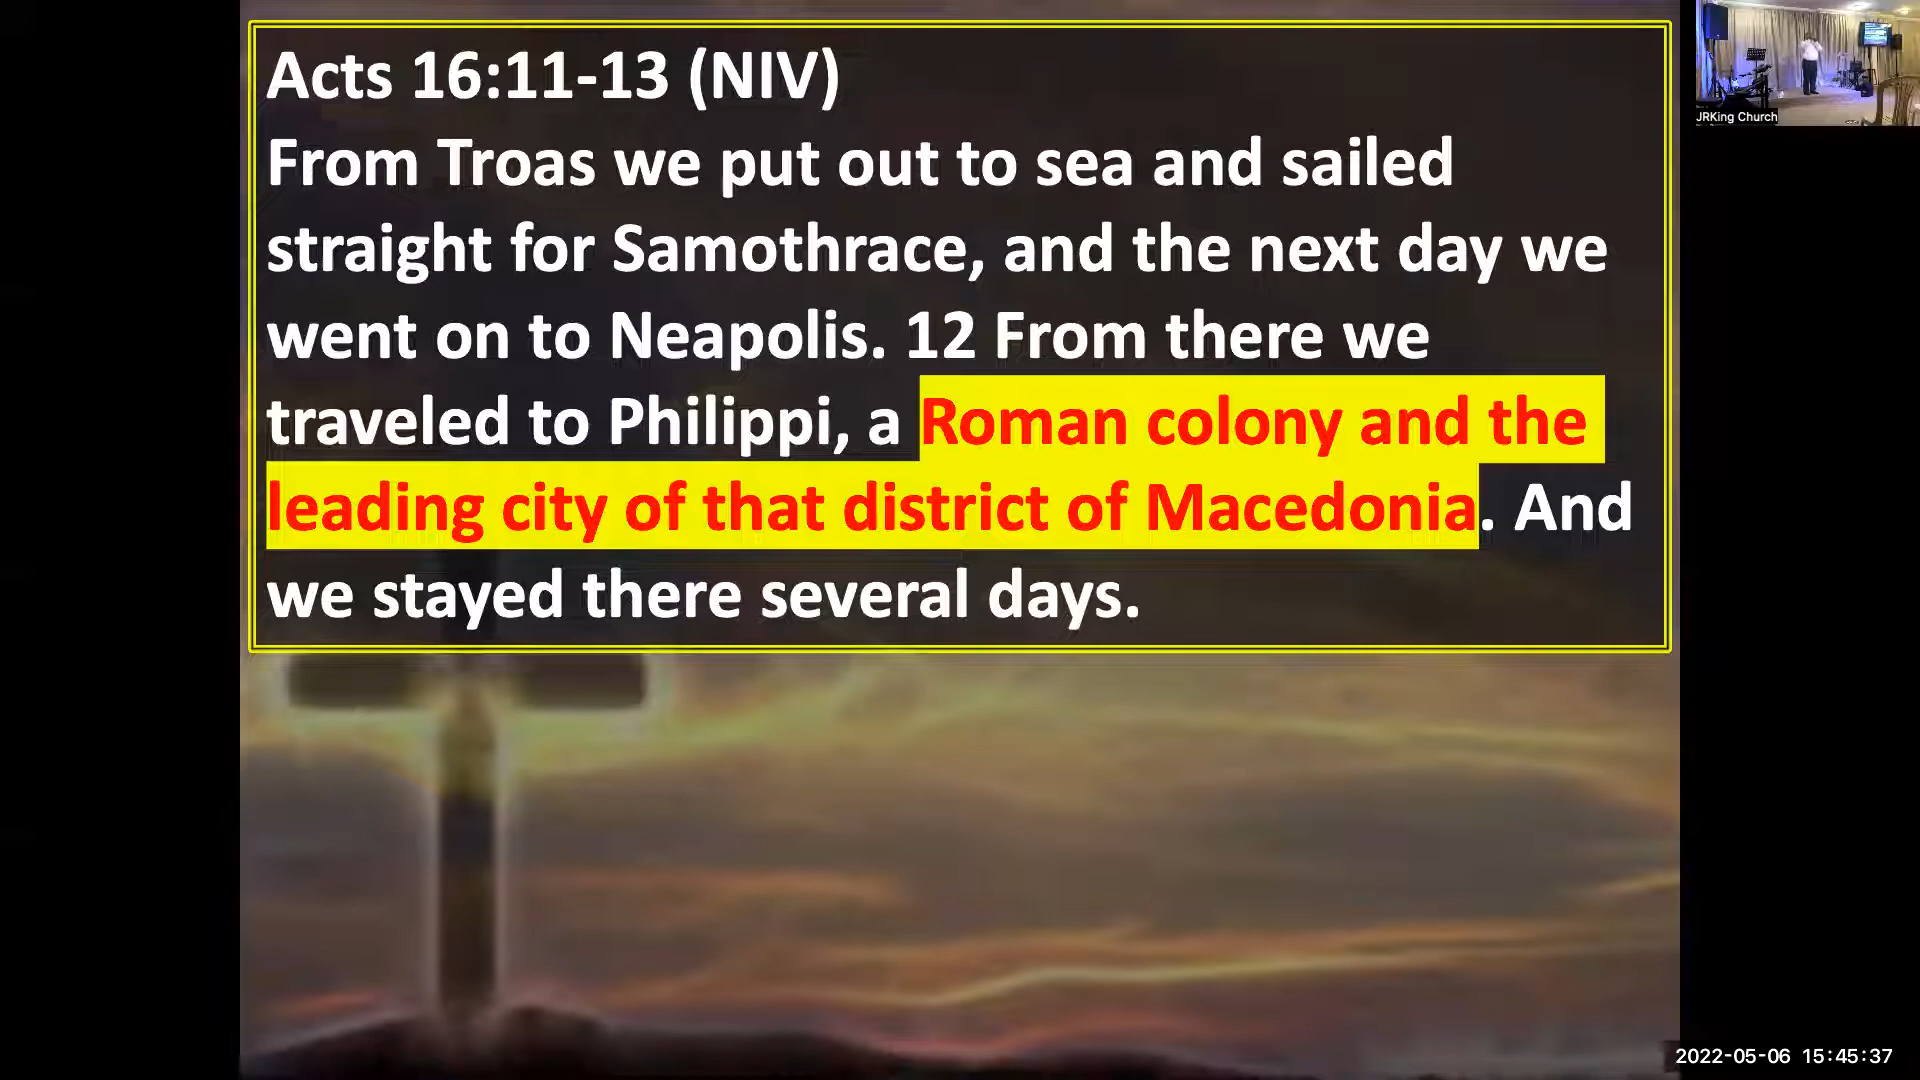 Acts 16:11-13 (NIV)
From Troas we put out to sea and sailed
straight for Samothrace, and the next day we
went on to Neapolis. 12 From there we
traveled to Philippi, a Roman colony and the
leading city of that district of Macedonia. And
we stayed there several days.
JRKing Church
2022-05-06 15:45:37